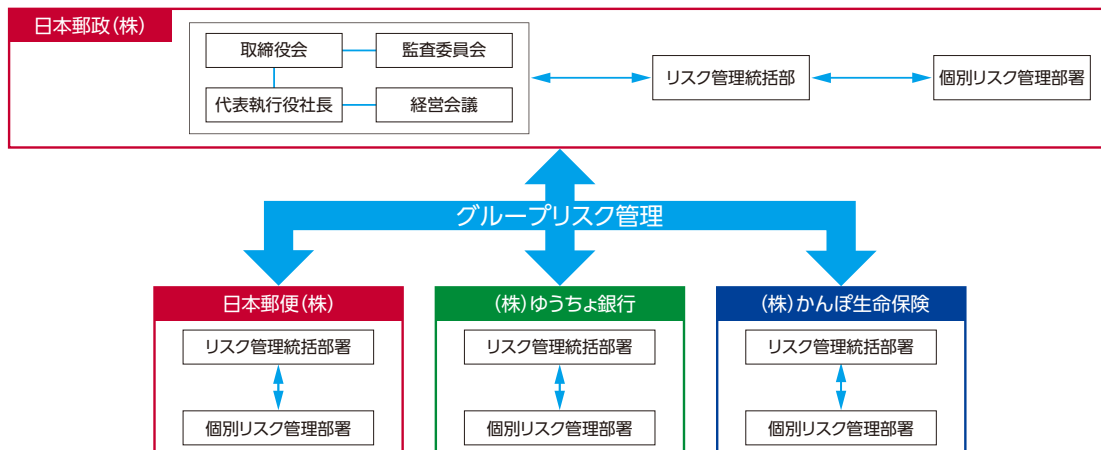 日本郵政(株)
取締役会
監査委員会
代表執行役社長
経営会議
リスク管理統括部
個別リスク管理部署
グループリスク管理
日本郵便(株)
リスク管理統括部署
個別リスク管理部署
(株)ゆうちょ銀行
リスク管理統括部署
個別リスク管理部署
(株)かんぽ生命保険
リスク管理統括部署
個別リスク管理部署